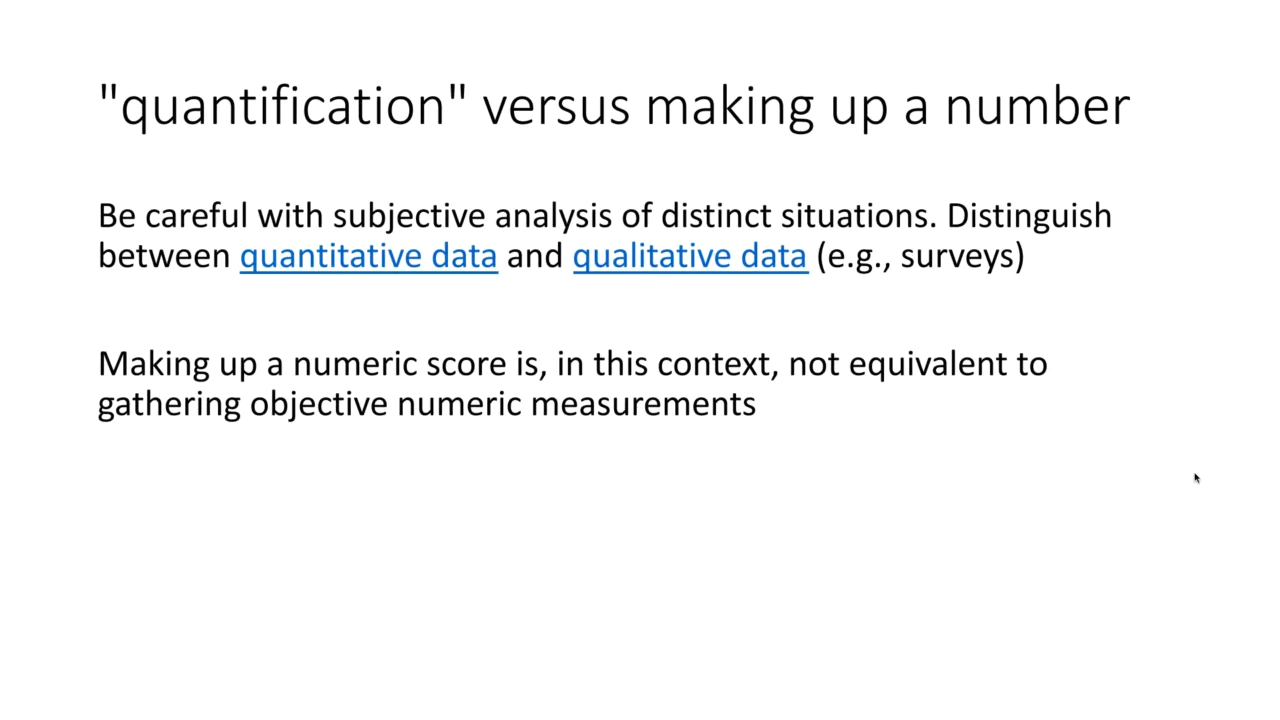 "quantification" versus making up a number
Be careful with subjective analysis of distinct situations. Distinguish
between quantitative data and qualitative data (e.g., surveys)
Making up a numeric score is, in this context, not equivalent to
gathering objective numeric measurements